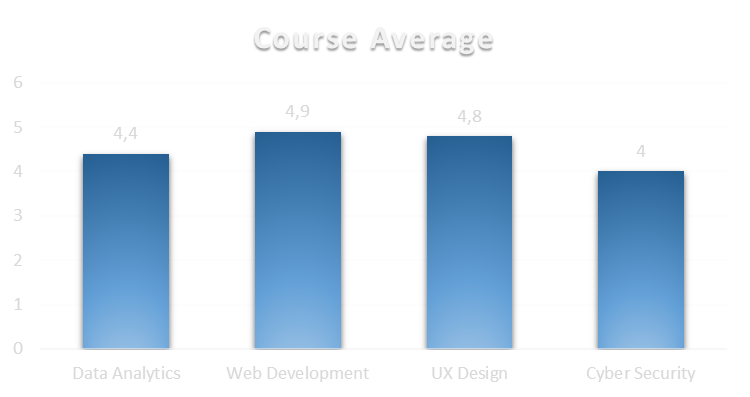 Course Average
6
5
4
3
2
1
0
4,4
4,9
4,8
4
Data Analytics
Web Development
UX Design
Cyber Security